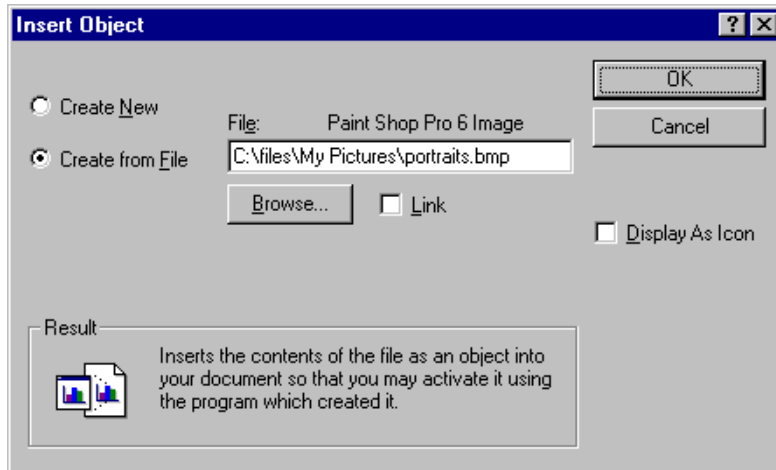 Insert Object
Create New
Create from File
File: Paint Shop Pro 6 Image
C:\files\My Pictures\portraits.bmp
Browse...
Link
OK
Cancel
Display As Icon
Result
Inserts the contents of the file as an object into
your document so that you may activate it using
the program which created it.